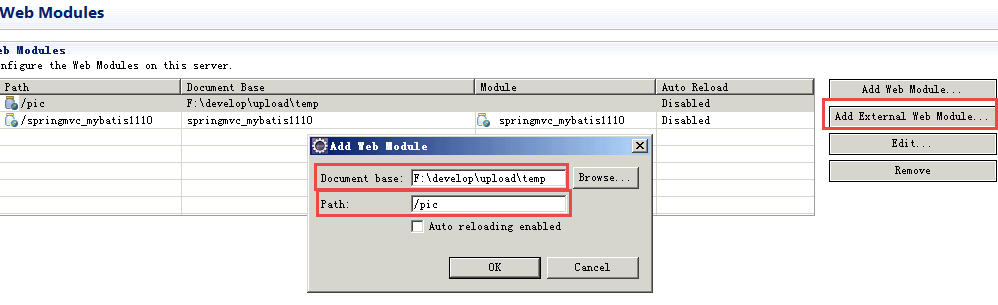 Web Modules
eb Modules
nfigure the Web Modules on this server.
Path Document Base Module Auto Reload
/pic F:\develop\upload\temp Disabled
/springmvc_mybatis1110 springmvc_mybatis1110 springmvc_mybatis1110 Disabled
Add Web Module...
Add External Web Module...
Edit...
Remove
Add Web Module
Document base: F:\develop\upload\temp Browse...
Path: /pic
Auto reloading enabled
OK Cancel